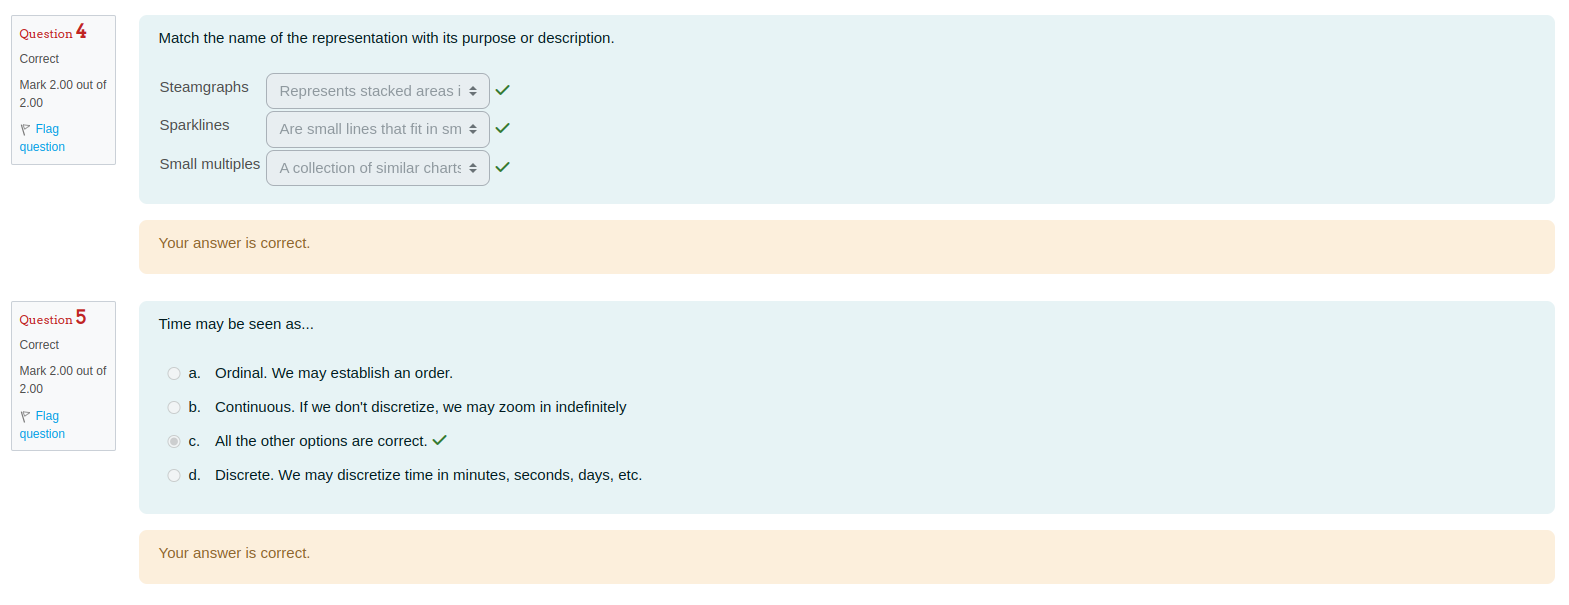 Question 4
Correct
Mark 2.00 out of
2.00
Flag
question
Match the name of the representation with its purpose or description.
Steamgraphs Represents stacked areas i
Sparklines Are small lines that fit in sm
Small multiples A collection of similar charts
Your answer is correct.
Question 5
Correct
Mark 2.00 out of
2.00
Flag
question
Time may be seen as...
a. Ordinal. We may establish an order.
b. Continuous. If we don't discretize, we may zoom in indefinitely
c. All the other options are correct.
d. Discrete. We may discretize time in minutes, seconds, days, etc.
Your answer is correct.